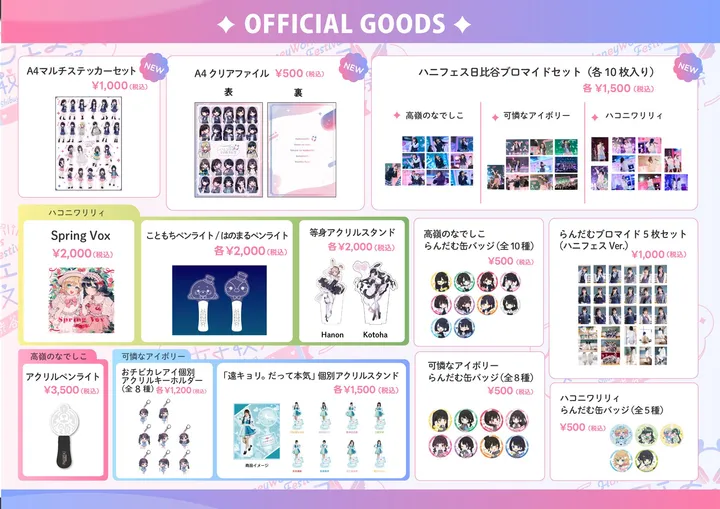 OFFICIAL GOODS
A4マルチステッカーセット
¥1,000(税込)
NEW
A4 クリアファイル ¥500(税込)
NEW
表
裏
ハニフェス日比谷ブロマイドセット（各10枚入り）
各¥1,500（税込）
NEW
高嶺のなでしこ
可憐なアイボリー
ハコニワリリィ
ハコニワリリィ
Spring Vox
¥2,000(税込)
Spring Vox
こともちペンライト/はのまるペンライト
各¥2,000(税込)
等身アクリルスタンド
各¥2,000(税込)
Hanon
Kotoha
高嶺のなでしこ
らんだむ缶バッジ(全10種)
¥500(税込)
らんだむブロマイド5枚セット
(ハニフェスVer.)
¥1,000(税込)
高嶺のなでしこ
アクリルペンライト
¥3,500(税込)
可憐なアイボリー
おチビカレアイ個別
アクリルキーホルダー
(全8種) 各¥1,200(税込)
「遠キョリ。だって本気」個別アクリルスタンド
各¥1,500(税込)
商品イメージ
可憐なアイボリー
らんだむ缶バッジ(全8種)
¥500(税込)
ハコニワリリィ
らんだむ缶バッジ(全5種)
¥500(税込)